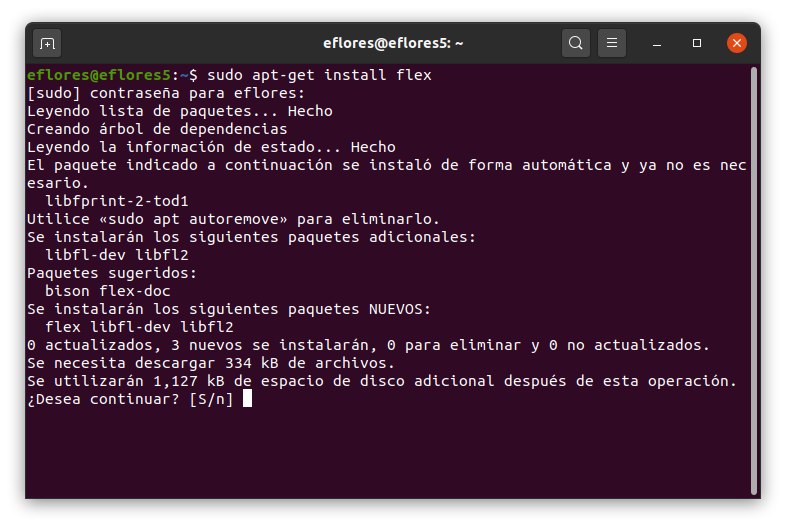 eflores@eflores5: ~
eflores@eflores5:~$ sudo apt-get install flex
[sudo] contraseña para eflores:
Leyendo lista de paquetes... Hecho
Creando árbol de dependencias
Leyendo la información de estado... Hecho
El paquete indicado a continuación se instaló de forma automática y ya no es nec
esario.
  libfprint-2-tod1
Utilice «sudo apt autoremove» para eliminarlo.
Se instalarán los siguientes paquetes adicionales:
  libfl-dev libfl2
Paquetes sugeridos:
  bison flex-doc
Se instalarán los siguientes paquetes NUEVOS:
  flex libfl-dev libfl2
0 actualizados, 3 nuevos se instalarán, 0 para eliminar y 0 no actualizados.
Se necesita descargar 334 kB de archivos.
Se utilizarán 1,127 kB de espacio de disco adicional después de esta operación.
¿Desea continuar? [S/n]